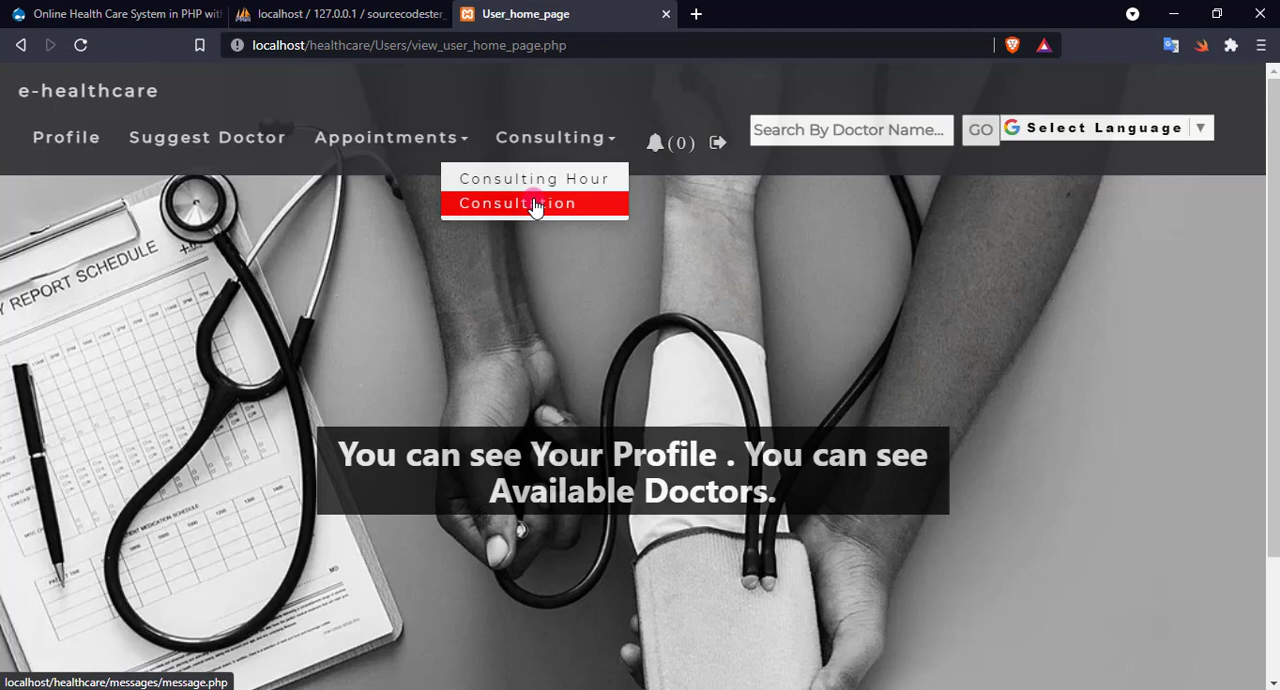 Online Health Care System in PHP wit
localhost / 127.0.0.1 / sourcecodester
User_home_page
localhost/healthcare/Users/view_user_home_page.php
e-healthcare
Profile Suggest Doctor Appointments Consulting (0) Search By Doctor Name... GO Select Language ▼
Consulting Hour
Consultation
Y REPORT SCHEDULE
MEDICATION SCHEDULE
You can see Your Profile . You can see
Available Doctors.
localhost/healthcare/messages/message.php